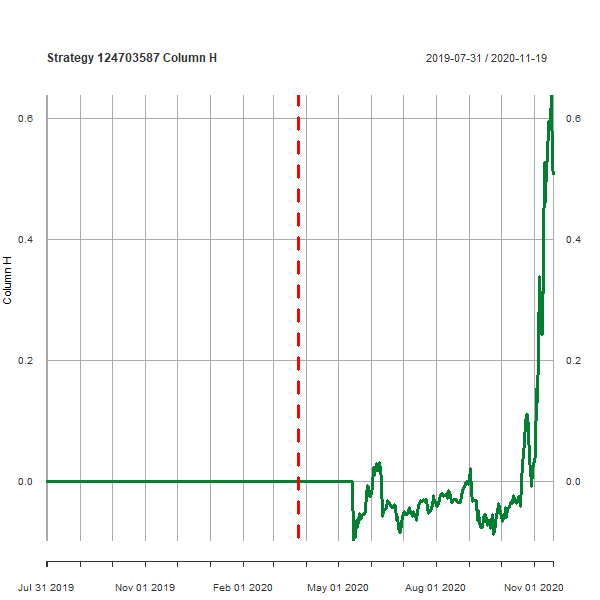 Strategy 124703587 Column H
2019-07-31 / 2020-11-19
0.6 0.6
0.4 0.4
Column H
0.2 0.2
0.0 0.0
Jul 31 2019 Nov 01 2019 Feb 01 2020 May 01 2020 Aug 01 2020 Nov 01 2020